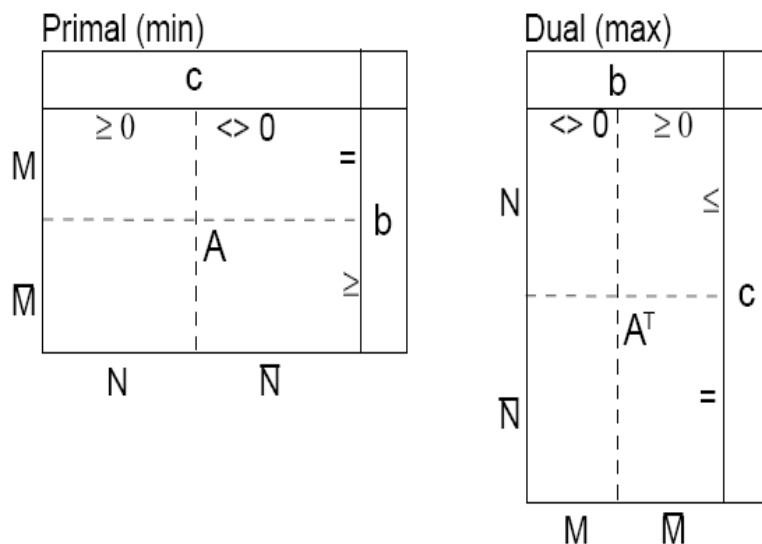 Primal (min)
Dual (max)
c
b
≥ 0 <> 0
<> 0 ≥ 0
M =
N ≤
b
A
M̅ ≥
c
Aᵀ
N N̅
N̅ =
M M̅